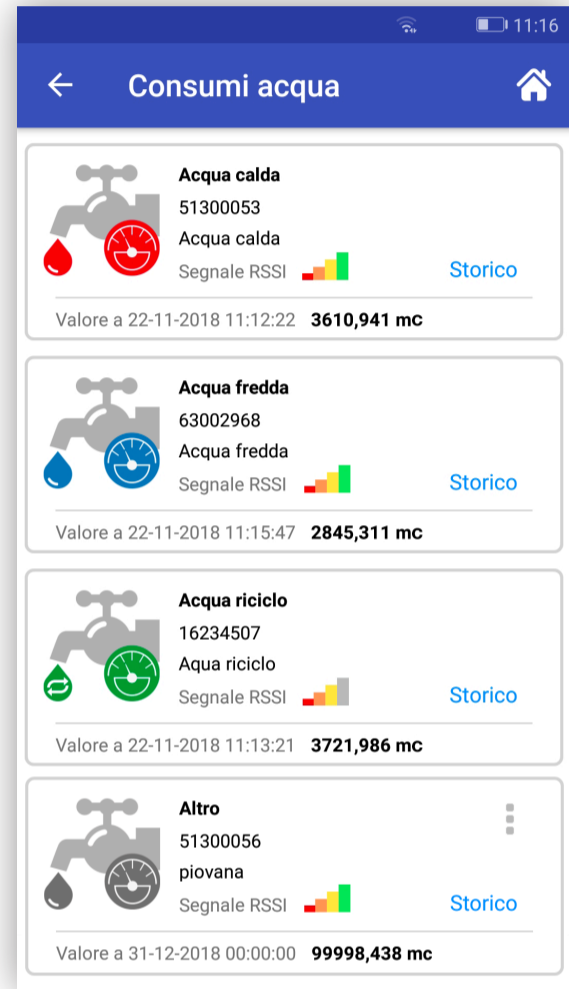 11:16
Consumi acqua
Acqua calda
51300053
Acqua calda
Segnale RSSI
Storico
Valore a 22-11-2018 11:12:22 3610,941 mc
Acqua fredda
63002968
Acqua fredda
Segnale RSSI
Storico
Valore a 22-11-2018 11:15:47 2845,311 mc
Acqua riciclo
16234507
Aqua riciclo
Segnale RSSI
Storico
Valore a 22-11-2018 11:13:21 3721,986 mc
Altro
51300056
piovana
Segnale RSSI
Storico
Valore a 31-12-2018 00:00:00 99998,438 mc